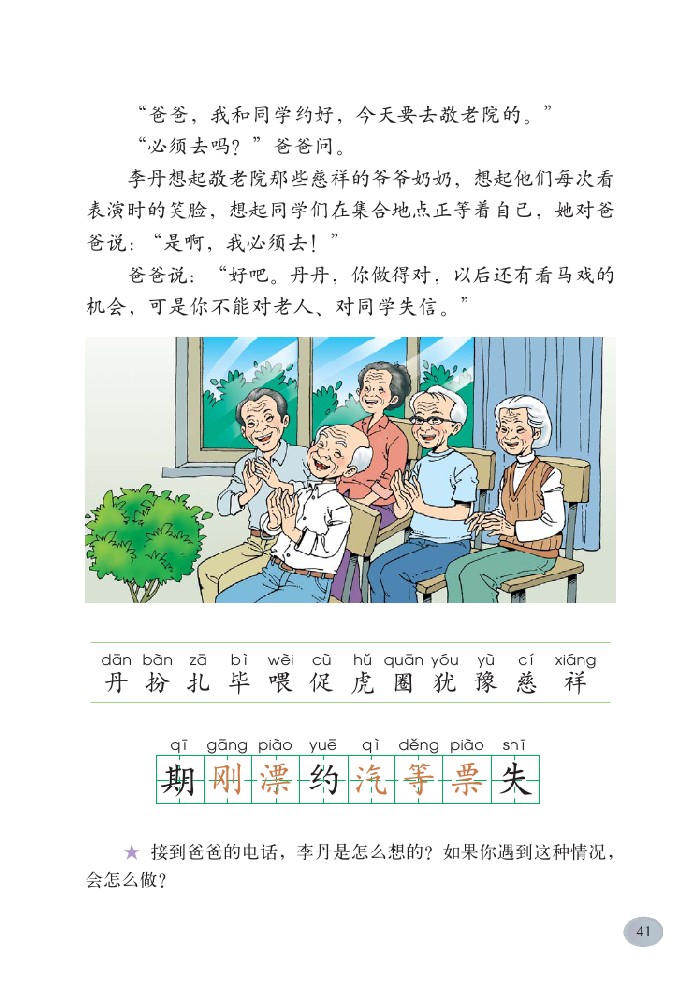 “爸爸，我和同学约好，今天要去敬老院的。”
“必须去吗？”爸爸问。
李丹想起敬老院那些慈祥的爷爷奶奶，想起他们每次看
表演时的笑脸，想起同学们在集合地点正等着自己，她对爸
爸说：“是啊，我必须去！”
爸爸说：“好吧。丹丹，你做得对，以后还有看马戏的
机会，可是你不能对老人、对同学失信。”
dān bàn zā bì wèi cù hǔ quān yóu yù cí xiáng
丹 扮 扎 毕 喂 促 虎 圈 犹 豫 慈 祥
qī gāng piào yuē qì děng piào shī
期 刚 漂 约 汽 等 票 失
★ 接到爸爸的电话，李丹是怎么想的？如果你遇到这种情况，
会怎么做？
41